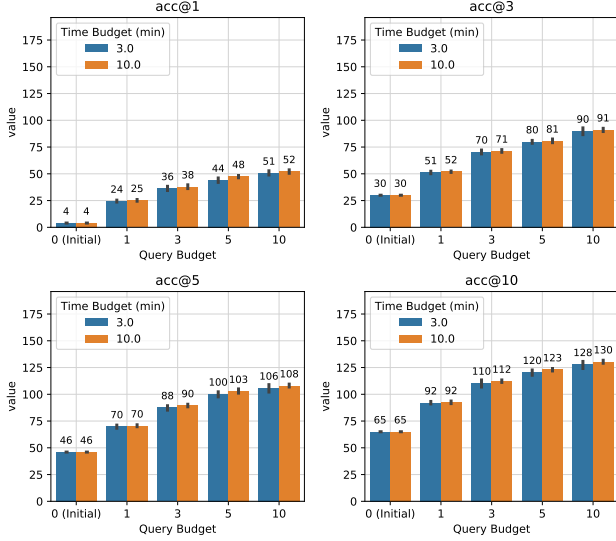 acc@1
Time Budget (min)
3.0
10.0
175
150
125
100
75
50
25
0
value
4 4 24 25 36 38 44 48 51 52
0 (Initial) 1 3 5 10
Query Budget
acc@3
Time Budget (min)
3.0
10.0
175
150
125
100
75
50
25
0
value
30 30 51 52 70 71 80 81 90 91
0 (Initial) 1 3 5 10
Query Budget
acc@5
Time Budget (min)
3.0
10.0
175
150
125
100
75
50
25
0
value
46 46 70 70 88 90 100 103 106 108
0 (Initial) 1 3 5 10
Query Budget
acc@10
Time Budget (min)
3.0
10.0
175
150
125
100
75
50
25
0
value
65 65 92 92 110 112 120 123 128 130
0 (Initial) 1 3 5 10
Query Budget